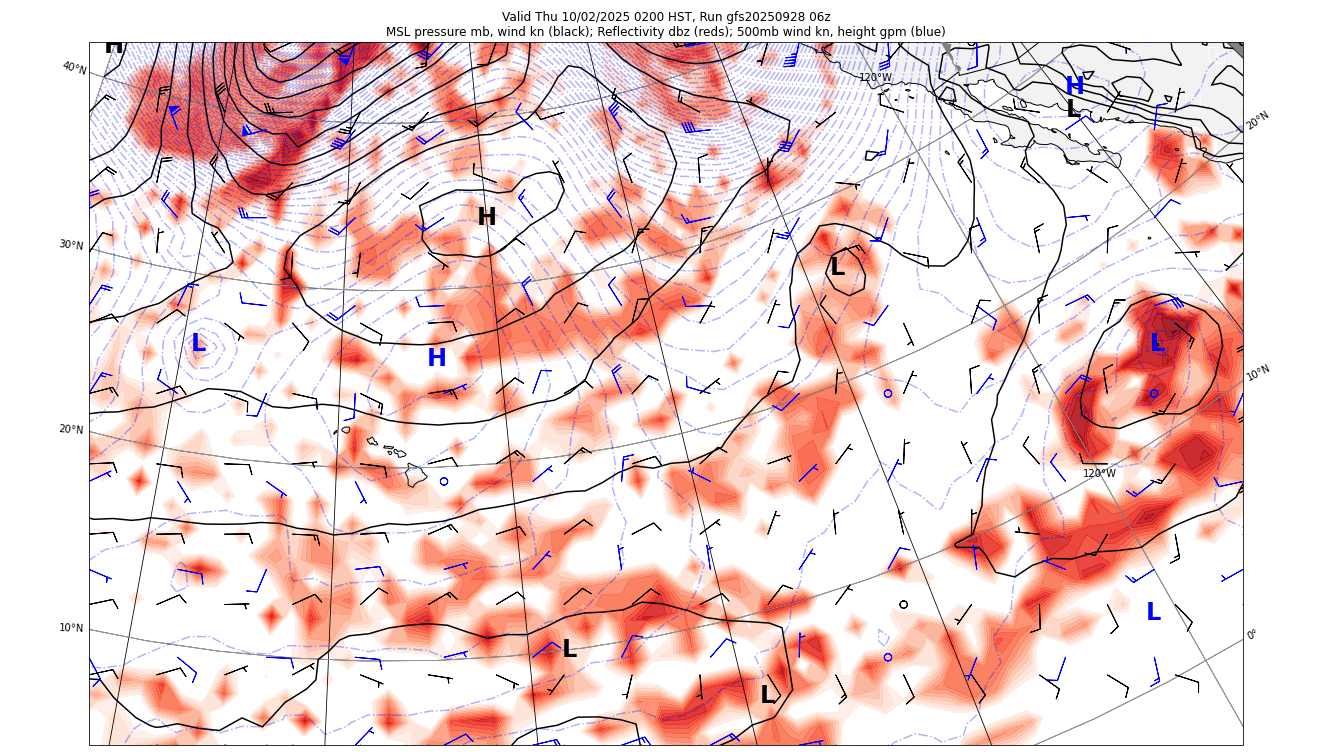 Valid Thu 10/02/2025 0200 HST, Run gfs20250928 06z
MSL pressure mb, wind kn (black); Reflectivity dbz (reds); 500mb wind kn, height gpm (blue)
H
40°N
120°W
H
L
20°N
H
30°N
L
L
H
L
10°N
20°N
120°W
L
10°N
L
0°
L